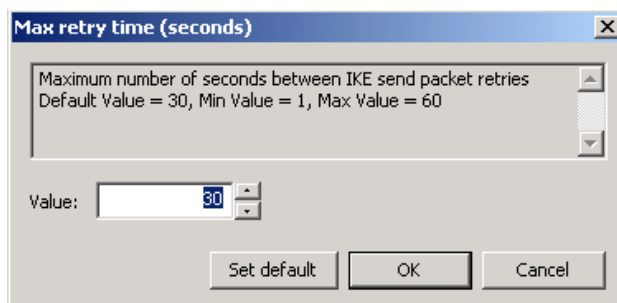 Max retry time (seconds)
Maximum number of seconds between IKE send packet retries
Default Value = 30, Min Value = 1, Max Value = 60
Value: 30
Set default OK Cancel